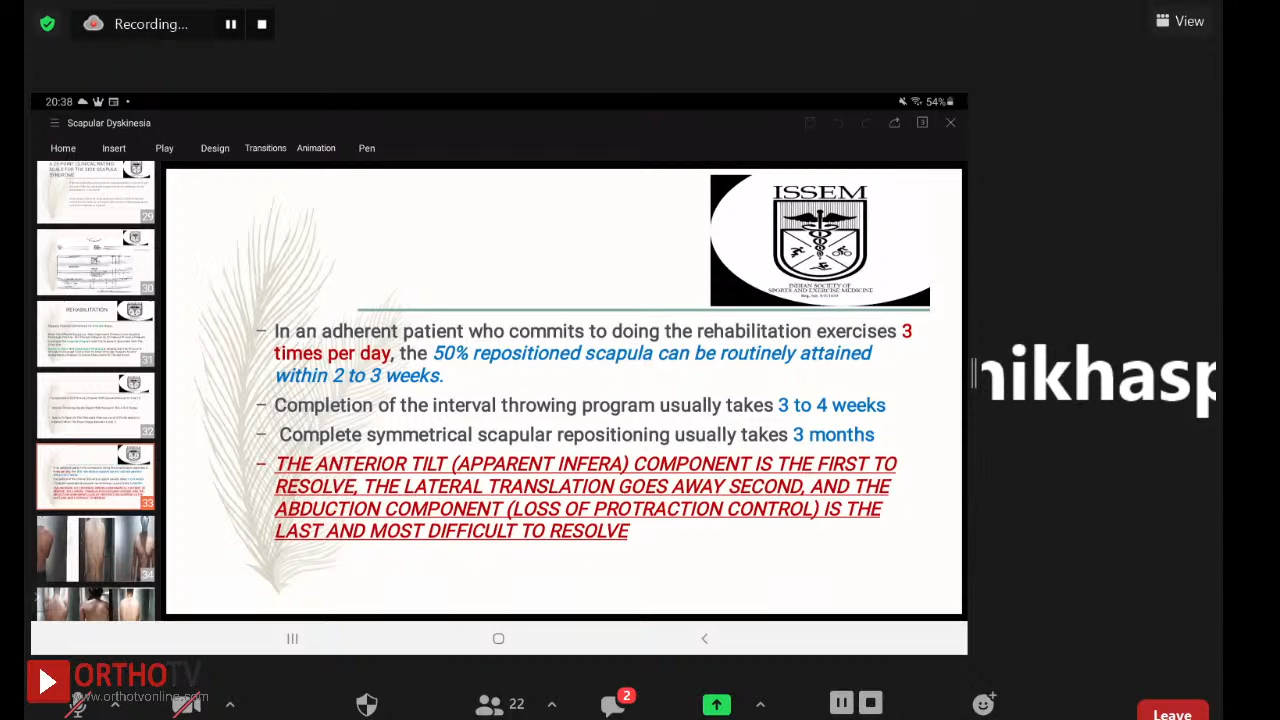 Recording...
View
20:38
54%
Scapular Dyskinesia
3
Home Insert Play Design Transitions Animation Pen
SYNDROME
29
30
REHABILITATION
31
32
33
34
ISSEM
INDIAN SOCIETY OF
SPORTS AND EXERCISE MEDICINE
– In an adherent patient who commits to doing the rehabilitation exercises 3
times per day, the 50% repositioned scapula can be routinely attained
within 2 to 3 weeks.
– Completion of the interval throwing program usually takes 3 to 4 weeks
– Complete symmetrical scapular repositioning usually takes 3 months
– THE ANTERIOR TILT (APPARENT INFERA) COMPONENT IS THE FIRST TO
RESOLVE, THE LATERAL TRANSLATION GOES AWAY SECOND AND THE
ABDUCTION COMPONENT (LOSS OF PROTRACTION CONTROL) IS THE
LAST AND MOST DIFFICULT TO RESOLVE
nikhasp
ORTHOTV
www.orthotvonline.com
22
2
Leave